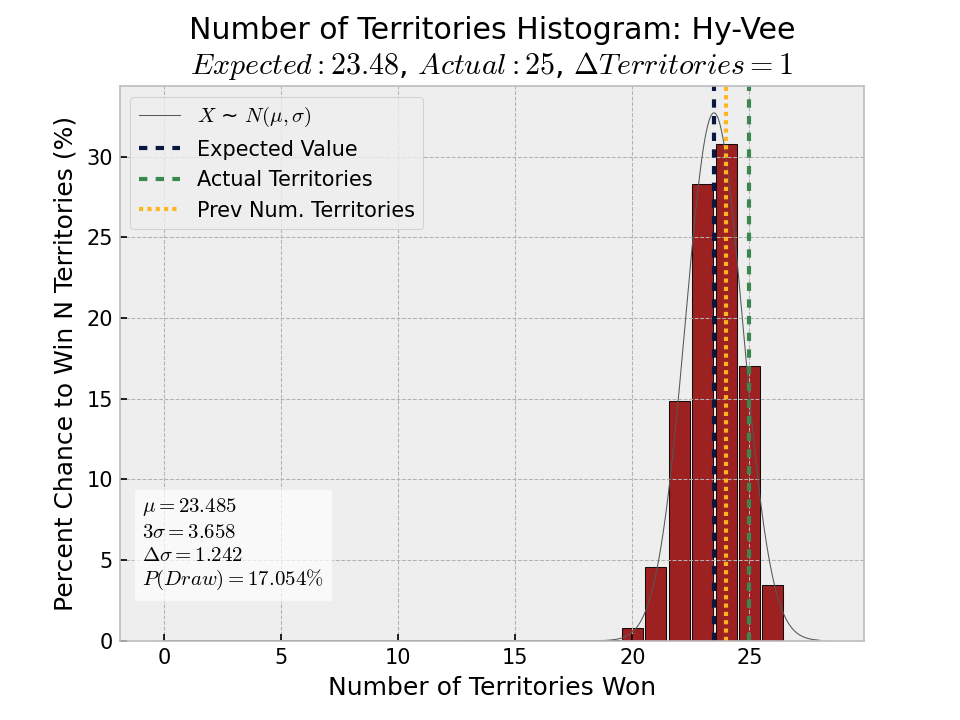 Number of Territories Histogram: Hy-Vee
Expected : 23.48, Actual : 25, ΔTerritories = 1
Percent Chance to Win N Territories (%)
X ∼ N(μ, σ)
Expected Value
Actual Territories
Prev Num. Territories
30
25
20
15
10
5
0
μ = 23.485
3σ = 3.658
Δσ = 1.242
P(Draw) = 17.054%
0 5 10 15 20 25
Number of Territories Won